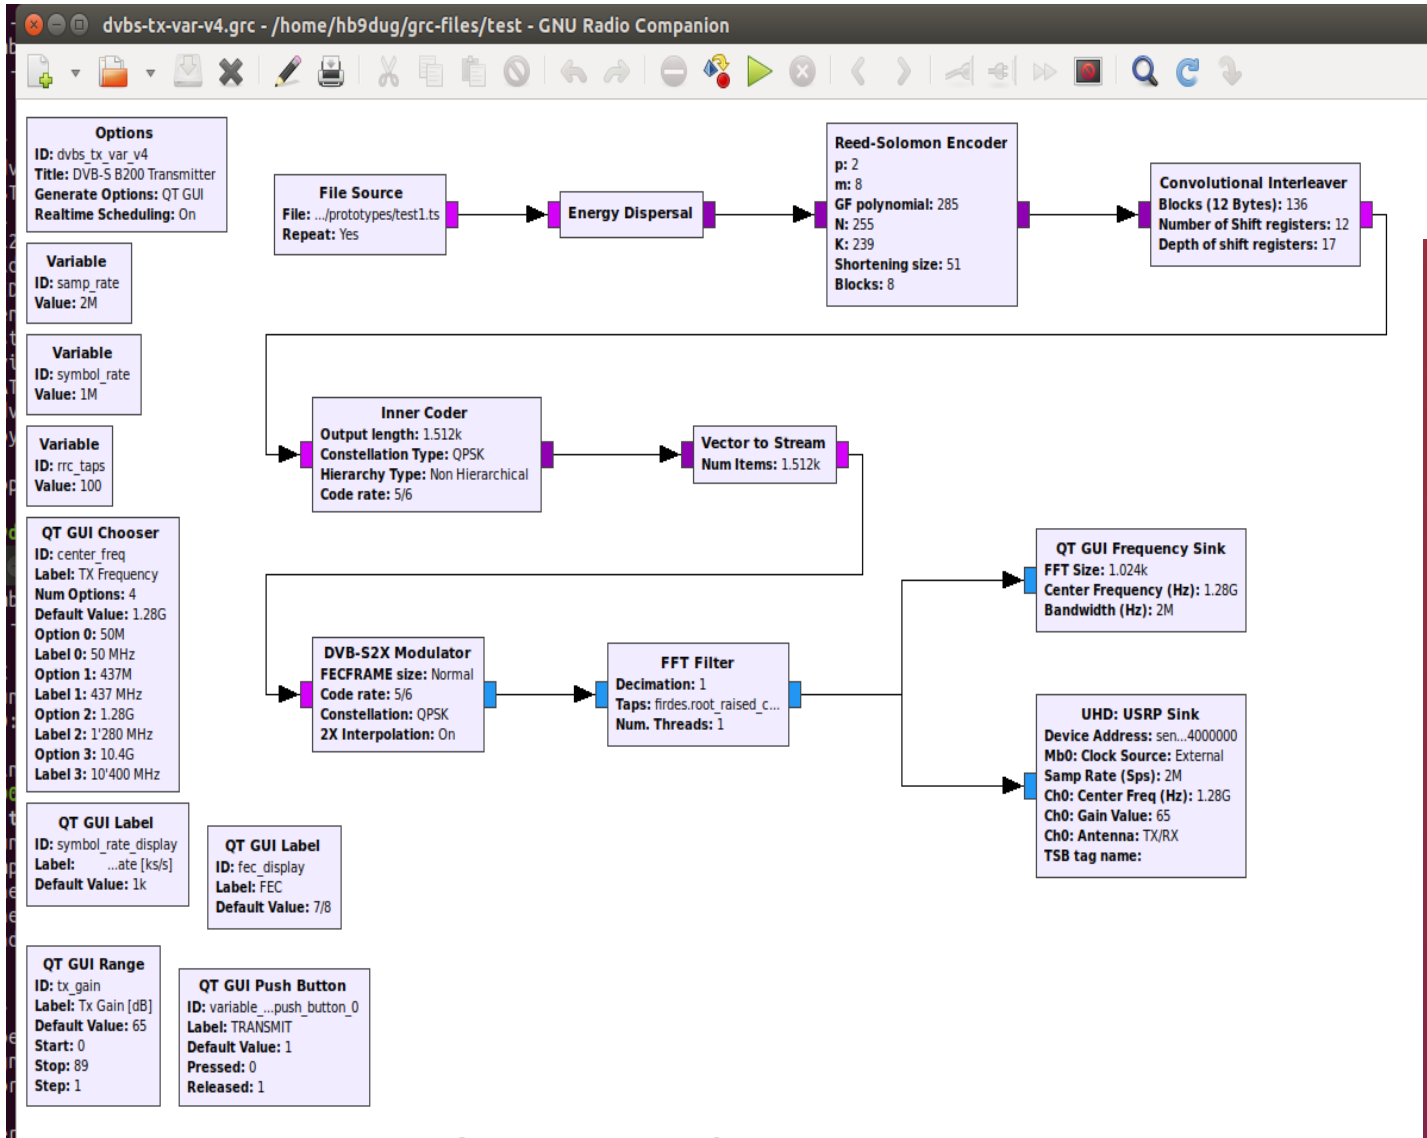 dvbs-tx-var-v4.grc - /home/hb9dug/grc-files/test - GNU Radio Companion
Options
ID: dvbs_tx_var_v4
Title: DVB-S B200 Transmitter
Generate Options: QT GUI
Realtime Scheduling: On
Variable
ID: samp_rate
Value: 2M
Variable
ID: symbol_rate
Value: 1M
Variable
ID: rrc_taps
Value: 100
QT GUI Chooser
ID: center_freq
Label: TX Frequency
Num Options: 4
Default Value: 1.28G
Option 0: 50M
Label 0: 50 MHz
Option 1: 437M
Label 1: 437 MHz
Option 2: 1.28G
Label 2: 1'280 MHz
Option 3: 10.4G
Label 3: 10'400 MHz
QT GUI Label
ID: symbol_rate_display
Label: ...ate [ks/s]
Default Value: 1k
QT GUI Label
ID: fec_display
Label: FEC
Default Value: 7/8
QT GUI Range
ID: tx_gain
Label: Tx Gain [dB]
Default Value: 65
Start: 0
Stop: 89
Step: 1
QT GUI Push Button
ID: variable_...push_button_0
Label: TRANSMIT
Default Value: 1
Pressed: 0
Released: 1
File Source
File: .../prototypes/test1.ts
Repeat: Yes
Energy Dispersal
Reed-Solomon Encoder
p: 2
m: 8
GF polynomial: 285
N: 255
K: 239
Shortening size: 51
Blocks: 8
Convolutional Interleaver
Blocks (12 Bytes): 136
Number of Shift registers: 12
Depth of shift registers: 17
Inner Coder
Output length: 1.512k
Constellation Type: QPSK
Hierarchy Type: Non Hierarchical
Code rate: 5/6
Vector to Stream
Num Items: 1.512k
DVB-S2X Modulator
FECFRAME size: Normal
Code rate: 5/6
Constellation: QPSK
2X Interpolation: On
FFT Filter
Decimation: 1
Taps: firdes.root_raised_c...
Num. Threads: 1
QT GUI Frequency Sink
FFT Size: 1.024k
Center Frequency (Hz): 1.28G
Bandwidth (Hz): 2M
UHD: USRP Sink
Device Address: sen...4000000
Mb0: Clock Source: External
Samp Rate (Sps): 2M
Ch0: Center Freq (Hz): 1.28G
Ch0: Gain Value: 65
Ch0: Antenna: TX/RX
TSB tag name: